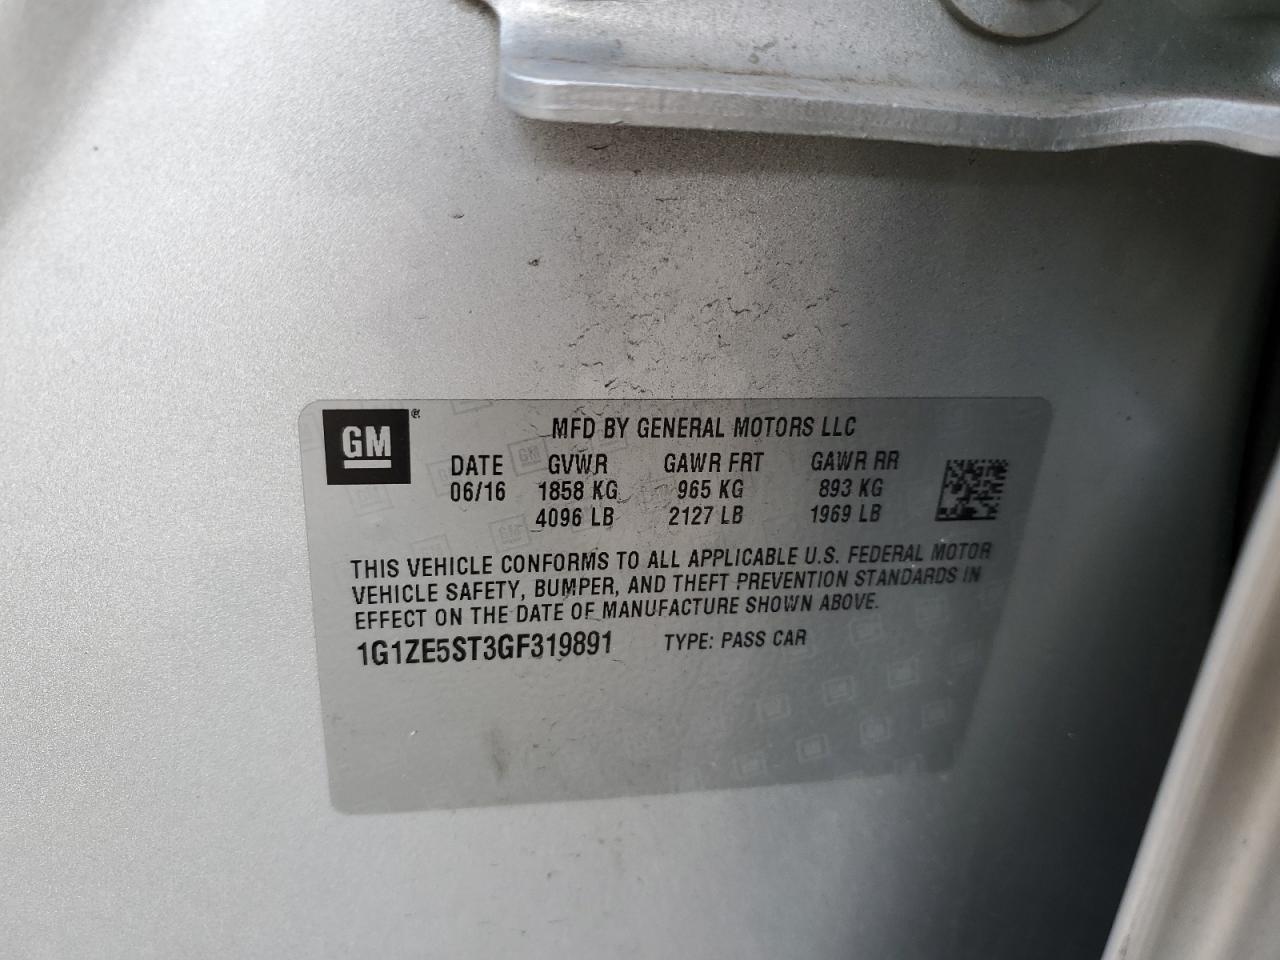 GM ®
MFD BY GENERAL MOTORS LLC
DATE GVWR GAWR FRT GAWR RR
06/16 1858 KG 965 KG 893 KG
4096 LB 2127 LB 1969 LB
THIS VEHICLE CONFORMS TO ALL APPLICABLE U.S. FEDERAL MOTOR
VEHICLE SAFETY, BUMPER, AND THEFT PREVENTION STANDARDS IN
EFFECT ON THE DATE OF MANUFACTURE SHOWN ABOVE.
1G1ZE5ST3GF319891 TYPE: PASS CAR